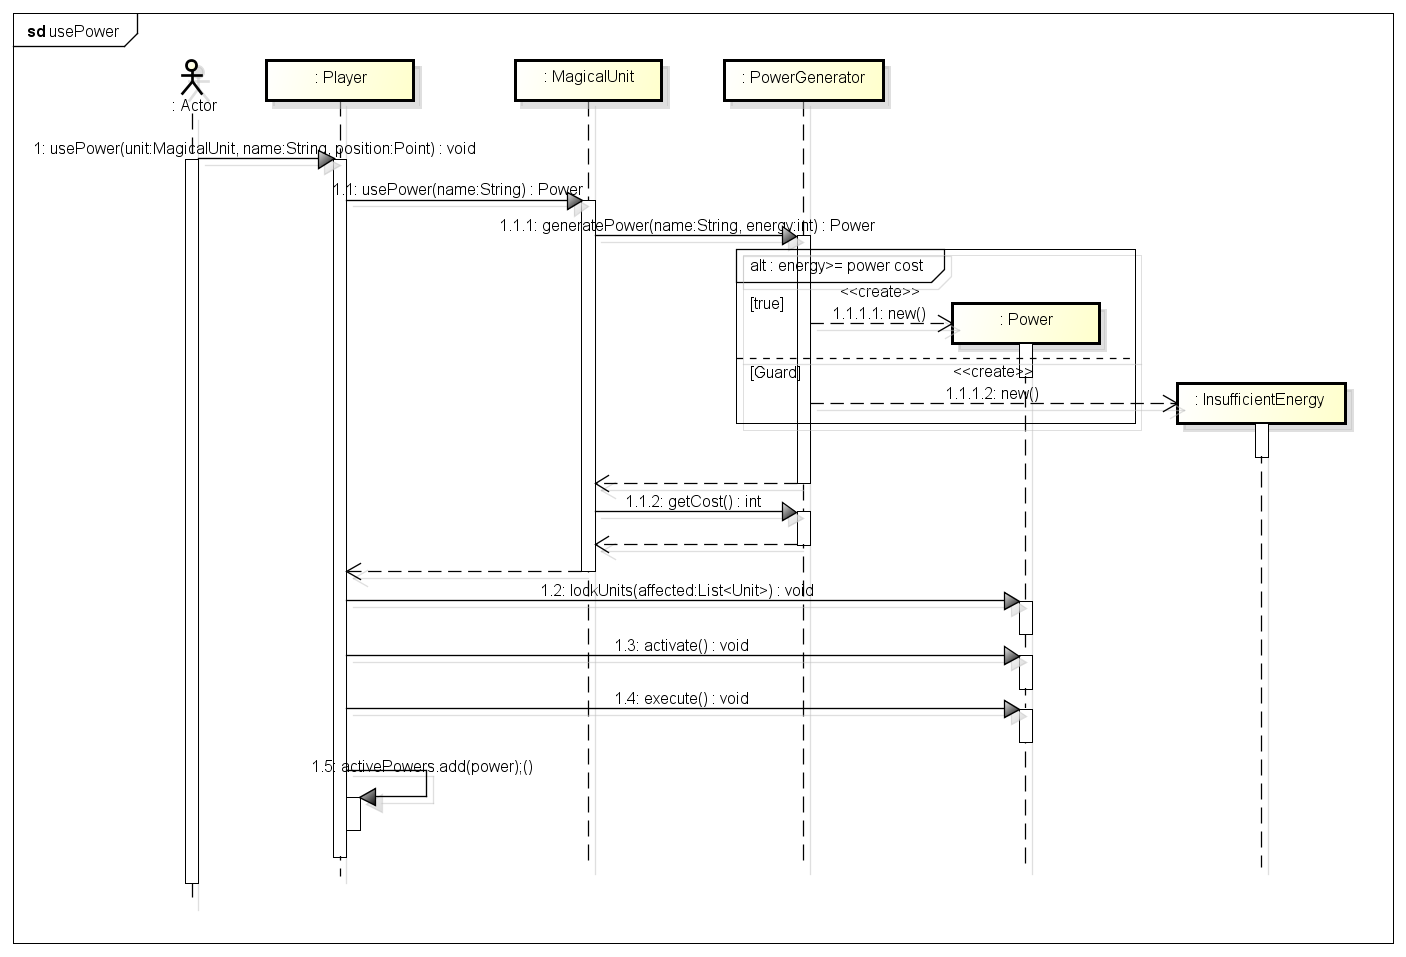 sd usePower
: Actor
: Player
: MagicalUnit
: PowerGenerator
1: usePower(unit:MagicalUnit, name:String, position:Point) : void
1.1: usePower(name:String) : Power
1.1.1: generatePower(name:String, energy:int) : Power
alt : energy>= power cost
[true]
<<create>>
1.1.1.1: new()
: Power
[Guard]
<<create>>
1.1.1.2: new()
: InsufficientEnergy
1.1.2: getCost() : int
1.2: lockUnits(affected:List<Unit>) : void
1.3: activate() : void
1.4: execute() : void
1.5: activePowers.add(power);()